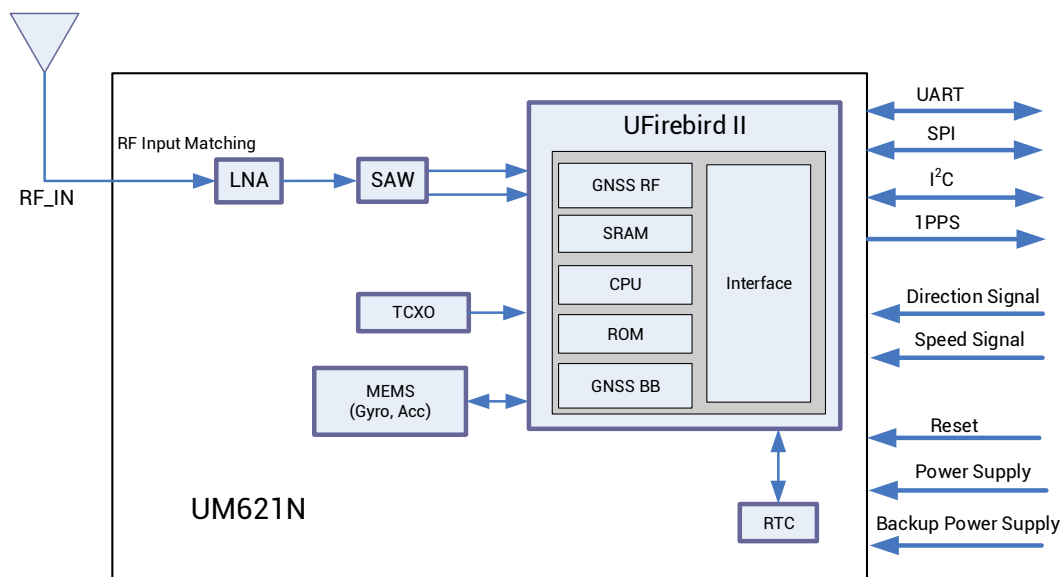 UFirebird II
RF Input Matching
LNA
SAW
RF_IN
GNSS RF
SRAM
CPU
ROM
GNSS BB
Interface
TCXO
MEMS
(Gyro, Acc)
RTC
UM621N
UART
SPI
I²C
1PPS
Direction Signal
Speed Signal
Reset
Power Supply
Backup Power Supply